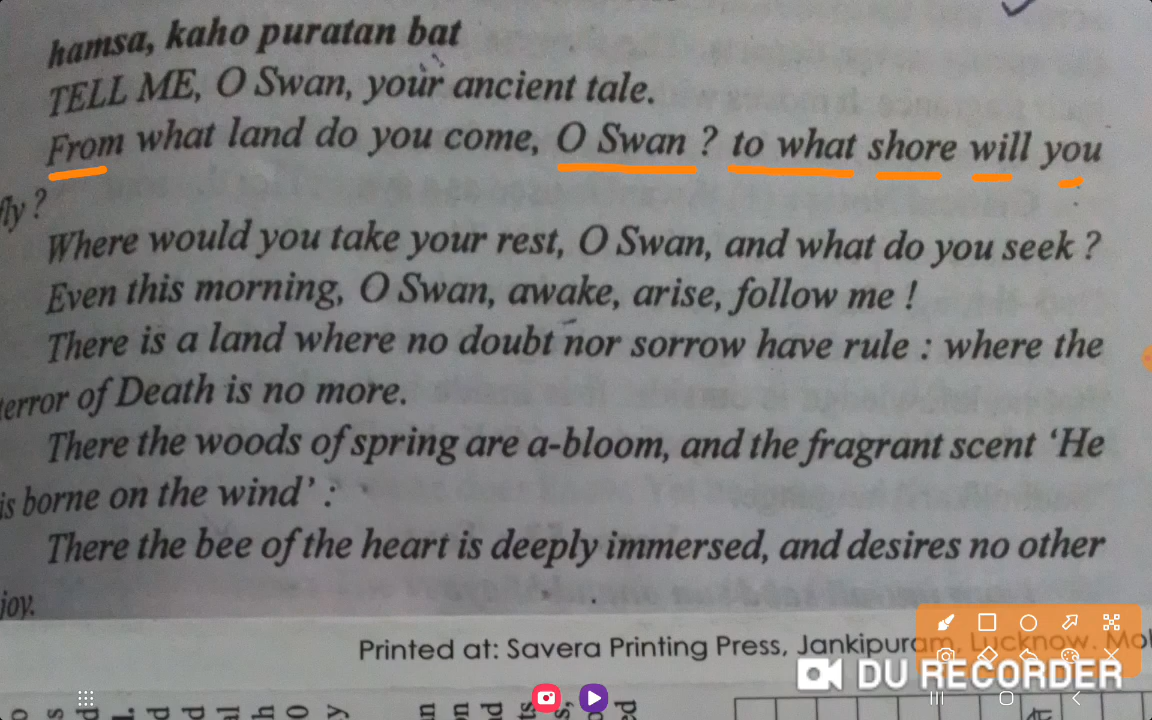 hamsa, kaho puratan bat
TELL ME, O Swan, your ancient tale.
From what land do you come, O Swan ? to what shore will you
fly ?
Where would you take your rest, O Swan, and what do you seek ?
Even this morning, O Swan, awake, arise, follow me !
There is a land where no doubt nor sorrow have rule : where the
terror of Death is no more.
There the woods of spring are a-bloom, and the fragrant scent ‘He
is borne on the wind’ :
There the bee of the heart is deeply immersed, and desires no other
joy.
Printed at: Savera Printing Press, Jankipuram, Lucknow.
DU RECORDER